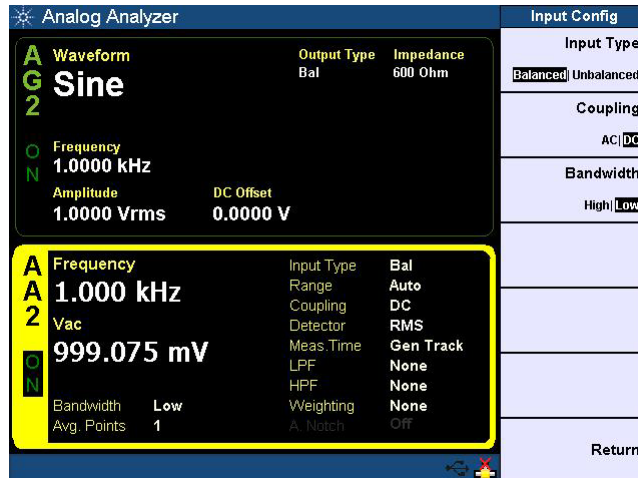 Analog Analyzer
Input Config
AG2
ON
Waveform
Sine
Output Type Impedance
Bal 600 Ohm
Frequency
1.0000 kHz
Amplitude DC Offset
1.0000 Vrms 0.0000 V
AA2
ON
Frequency
1.000 kHz
Vac
999.075 mV
Bandwidth Low
Avg. Points 1
Input Type Bal
Range Auto
Coupling DC
Detector RMS
Meas.Time Gen Track
LPF None
HPF None
Weighting None
A. Notch Off
Input Type
Balanced| Unbalanced
Coupling
AC| DC
Bandwidth
High| Low
Return